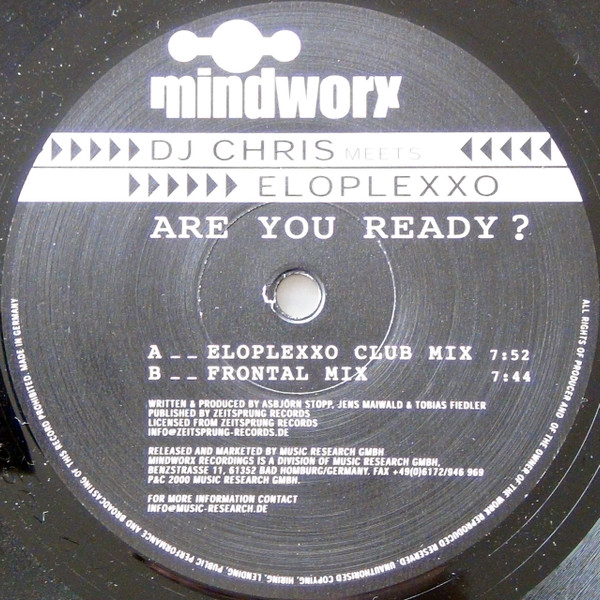 mindworx
DJ CHRIS MEETS
ELOPLEXXO
ARE YOU READY?
A__ELOPLEXXO CLUB MIX 7:52
B__FRONTAL MIX 7:44
WRITTEN & PRODUCED BY ASBJÖRN STOPP, JENS MAIWALD & TOBIAS FIEDLER
PUBLISHED BY ZEITSPRUNG RECORDS
LICENSED FROM ZEITSPRUNG RECORDS
INFO@ZEITSPRUNG-RECORDS.DE
RELEASED AND MARKETED BY MUSIC RESEARCH GMBH
MINDWORX RECORDINGS IS A DIVISION OF MUSIC RESEARCH GMBH,
BENZSTRASSE 11, 61352 BAD HOMBURG/GERMANY. FAX +49(0)6172/946 969
P&C 2000 MUSIC RESEARCH GMBH.
FOR MORE INFORMATION CONTACT
INFO@MUSIC-RESEARCH.DE
ALL RIGHTS OF PRODUCER AND OF THE OWNER OF THE WORK REPRODUCED RESERVED. UNAUTHORISED COPYING, HIRING, LENDING, PUBLIC PERFORMANCE AND BROADCASTING OF THIS RECORD PROHIBITED. MADE IN GERMANY